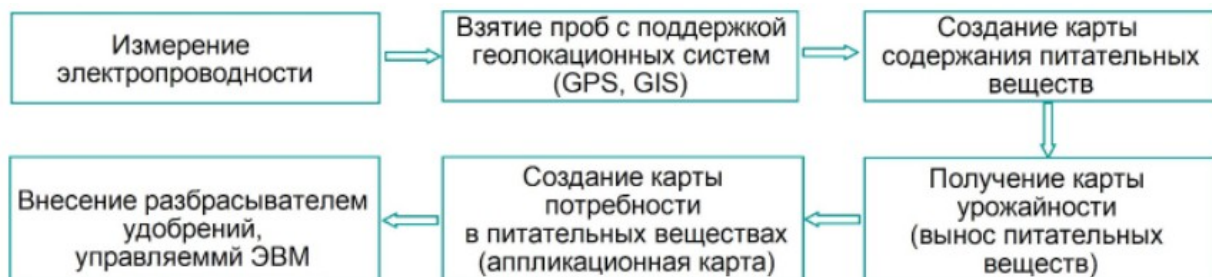 Измерение
электропроводности
Взятие проб с поддержкой
геолокационных систем
(GPS, GIS)
Создание карты
содержания питательных
веществ
Получение карты
урожайности
(вынос питательных
веществ)
Создание карты
потребности
в питательных веществах
(аппликационная карта)
Внесение разбрасывателем
удобрений,
управляеммй ЭВМ